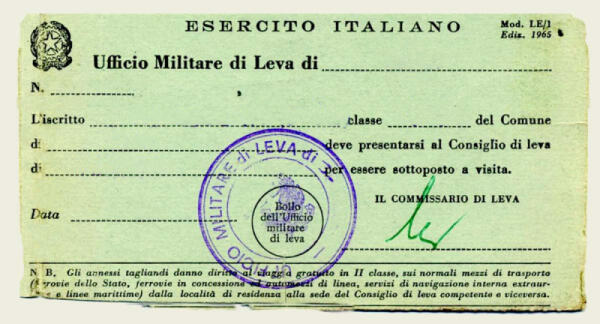 ESERCITO ITALIANO
Mod. LE/1
Ediz. 1965
Ufficio Militare di Leva di
N.
L'iscritto classe del Comune
di deve presentarsi al Consiglio di leva
di per essere sottoposto a visita.
IL COMMISSARIO DI LEVA
Data
Bollo
dell'Ufficio
militare
di leva
UFFICIO MILITARE di LEVA di
N. B. Gli annessi tagliandi danno diritto al viaggio gratuito in II classe, sui normali mezzi di trasporto
(ferrovie dello Stato, ferrovie in concessione ed automezzi di linea, servizi di navigazione interna extraur-
e linee marittime) dalla località di residenza alla sede del Consiglio di leva competente e viceversa.